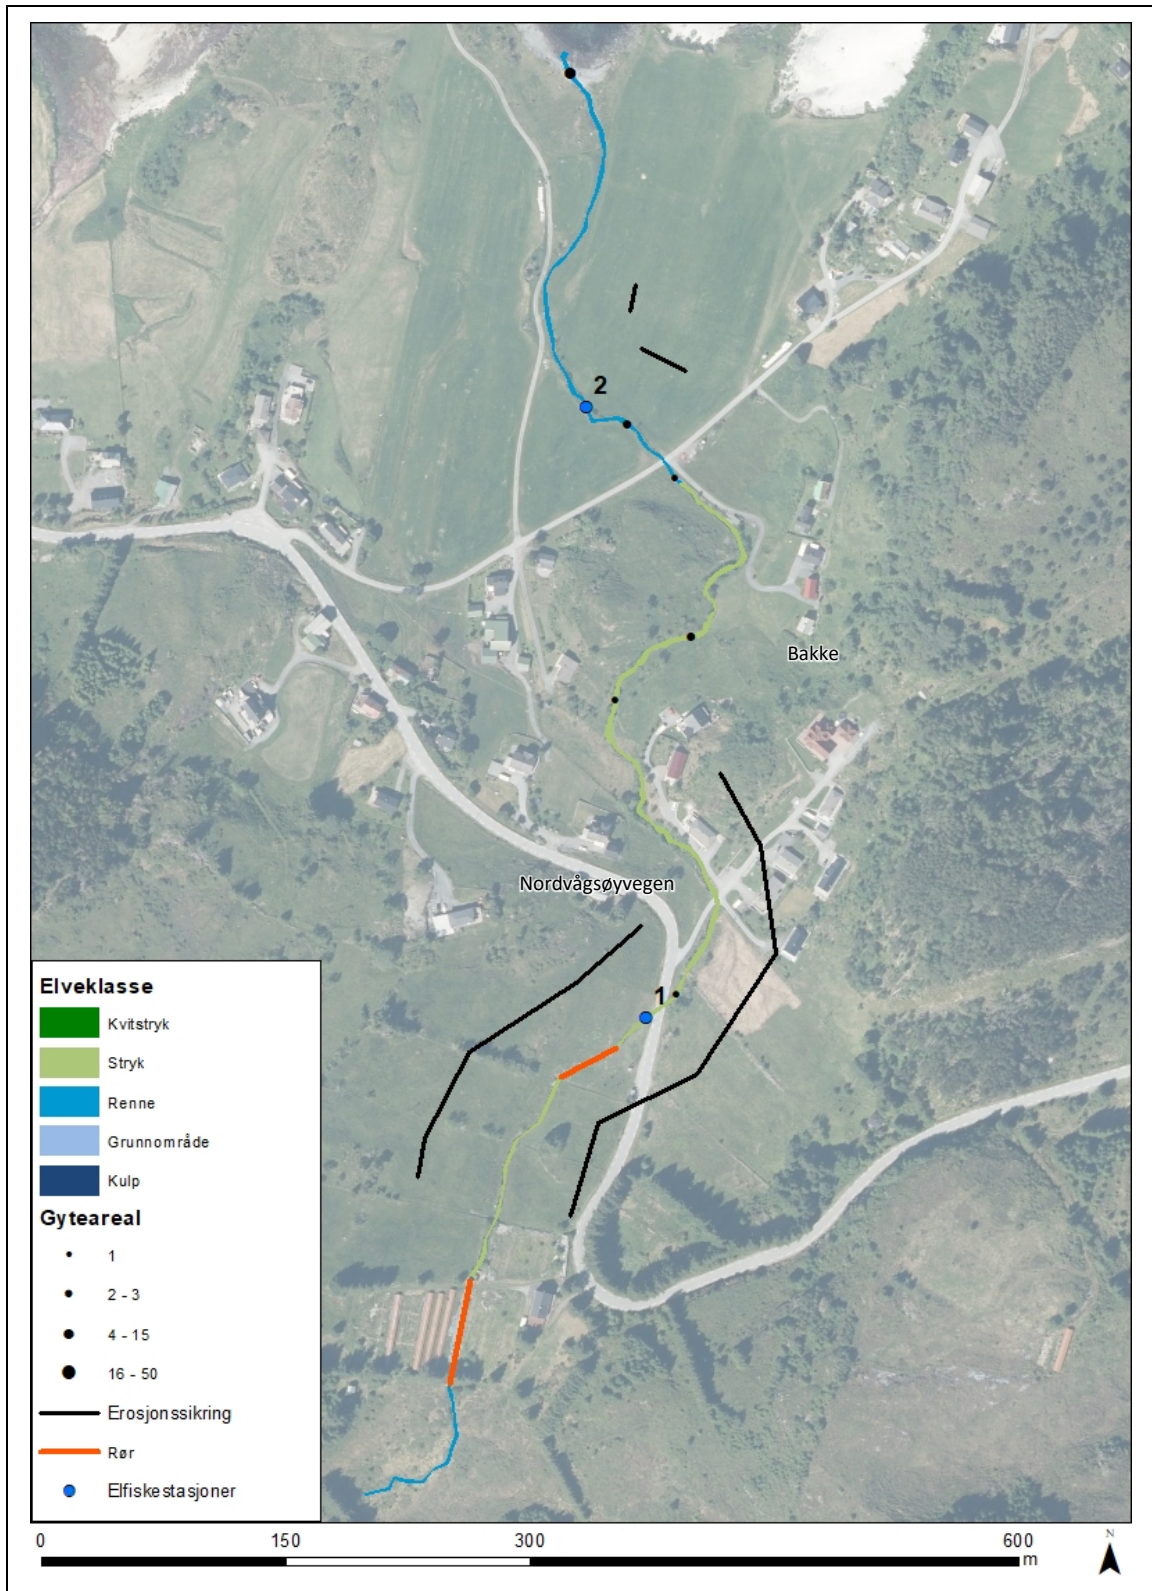 2
Bakke
Nordvågsøyvegen
1
Elveklasse
Kvitstryk
Stryk
Renne
Grunnområde
Kulp
Gyteareal
1
2 - 3
4 - 15
16 - 50
Erosjonssikring
Rør
Elfiskestasjoner
0 150 300 600
m
N